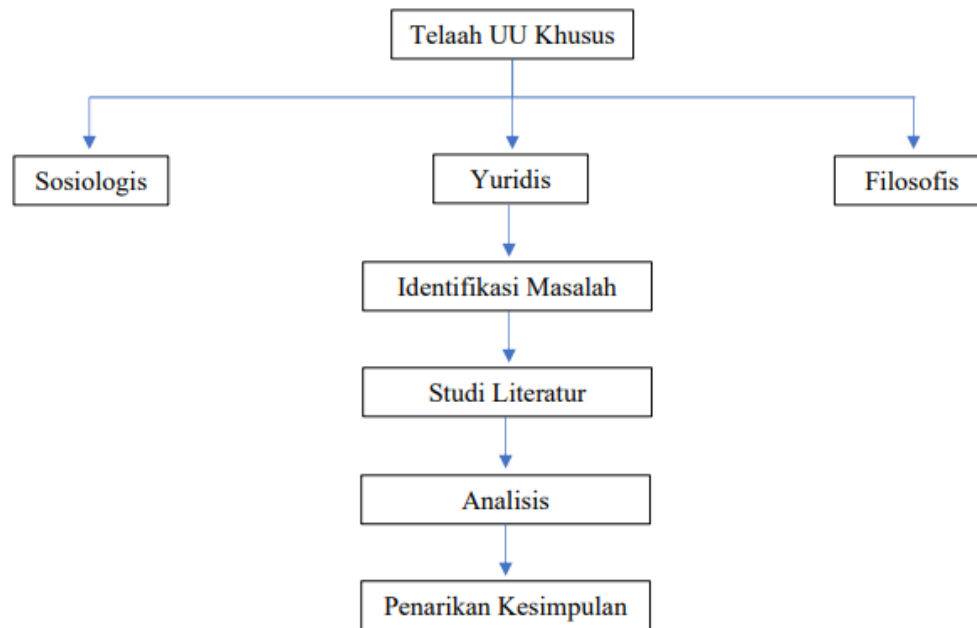 Telaah UU Khusus
Sosiologis
Yuridis
Filosofis
Identifikasi Masalah
Studi Literatur
Analisis
Penarikan Kesimpulan